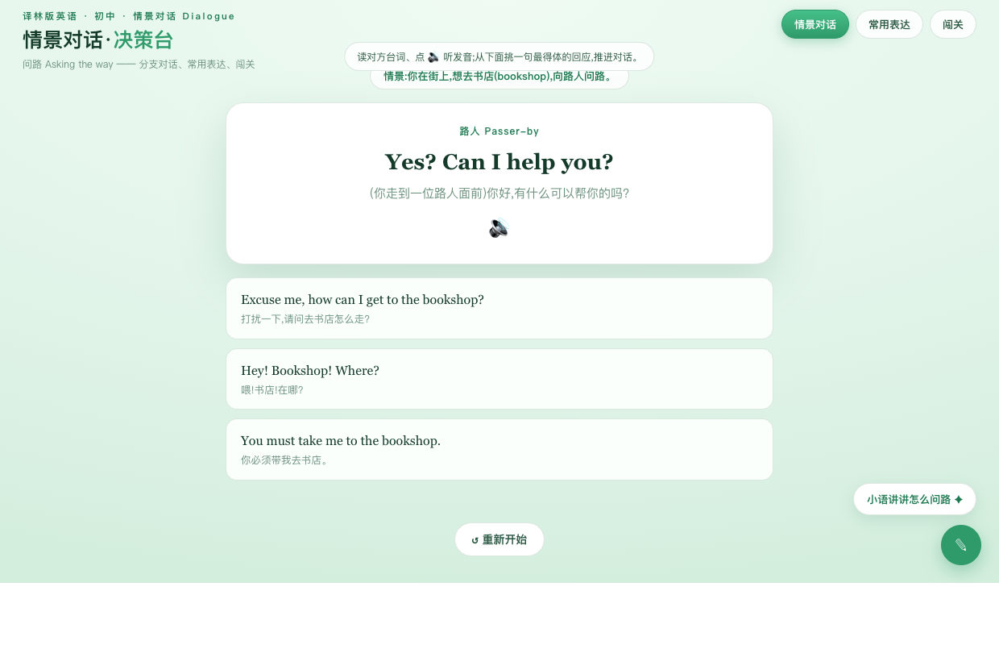 译林版英语 · 初中 · 情景对话 Dialogue
情景对话·决策台
问路 Asking the way —— 分支对话、常用表达、闯关
情景对话
常用表达
闯关
读对方台词、点 🔊 听发音;从下面挑一句最得体的回应,推进对话。
情景:你在街上,想去书店(bookshop),向路人问路。
路人 Passer-by
Yes? Can I help you?
(你走到一位路人面前)你好,有什么可以帮你的吗?
Excuse me, how can I get to the bookshop?
打扰一下,请问去书店怎么走?
Hey! Bookshop! Where?
喂!书店!在哪?
You must take me to the bookshop.
你必须带我去书店。
小语讲讲怎么问路 ✦
↺ 重新开始